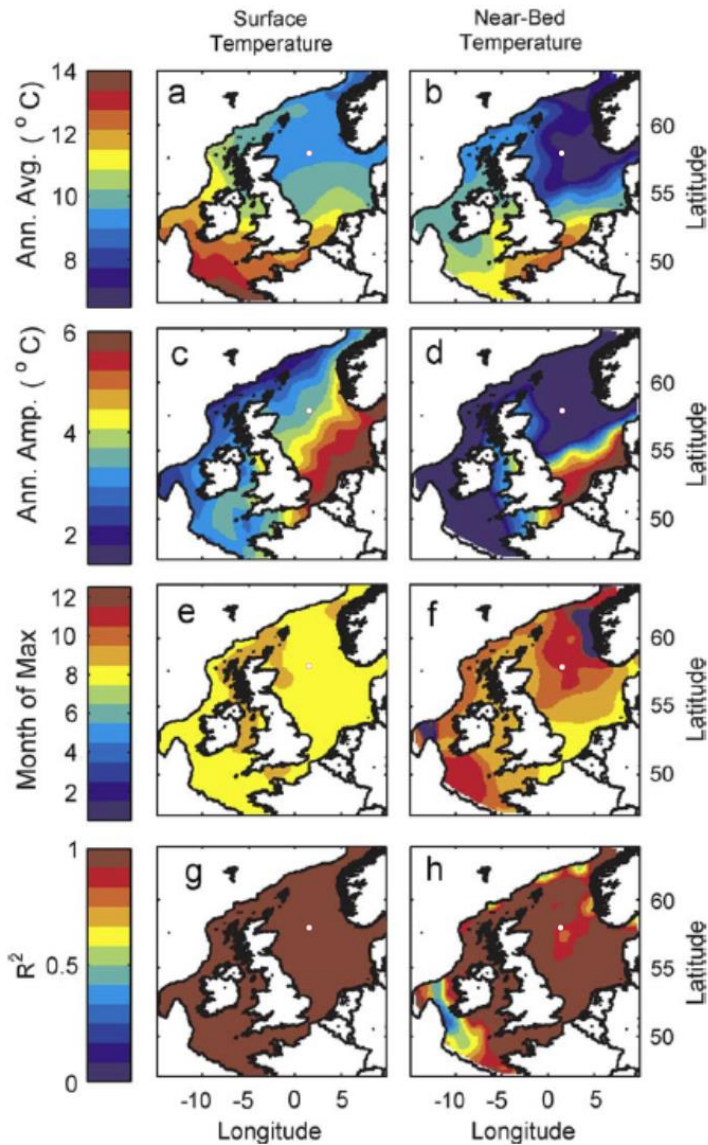 Surface
Temperature
Near-Bed
Temperature
Ann. Avg. ( ° C)
14
12
10
8
a
b
60
55
50
Latitude
Ann. Amp. ( ° C)
6
4
2
c
d
60
55
50
Latitude
Month of Max
12
10
8
6
4
2
e
f
60
55
50
Latitude
R²
1
0.5
0
g
h
60
55
50
Latitude
-10 -5 0 5
-10 -5 0 5
Longitude
Longitude